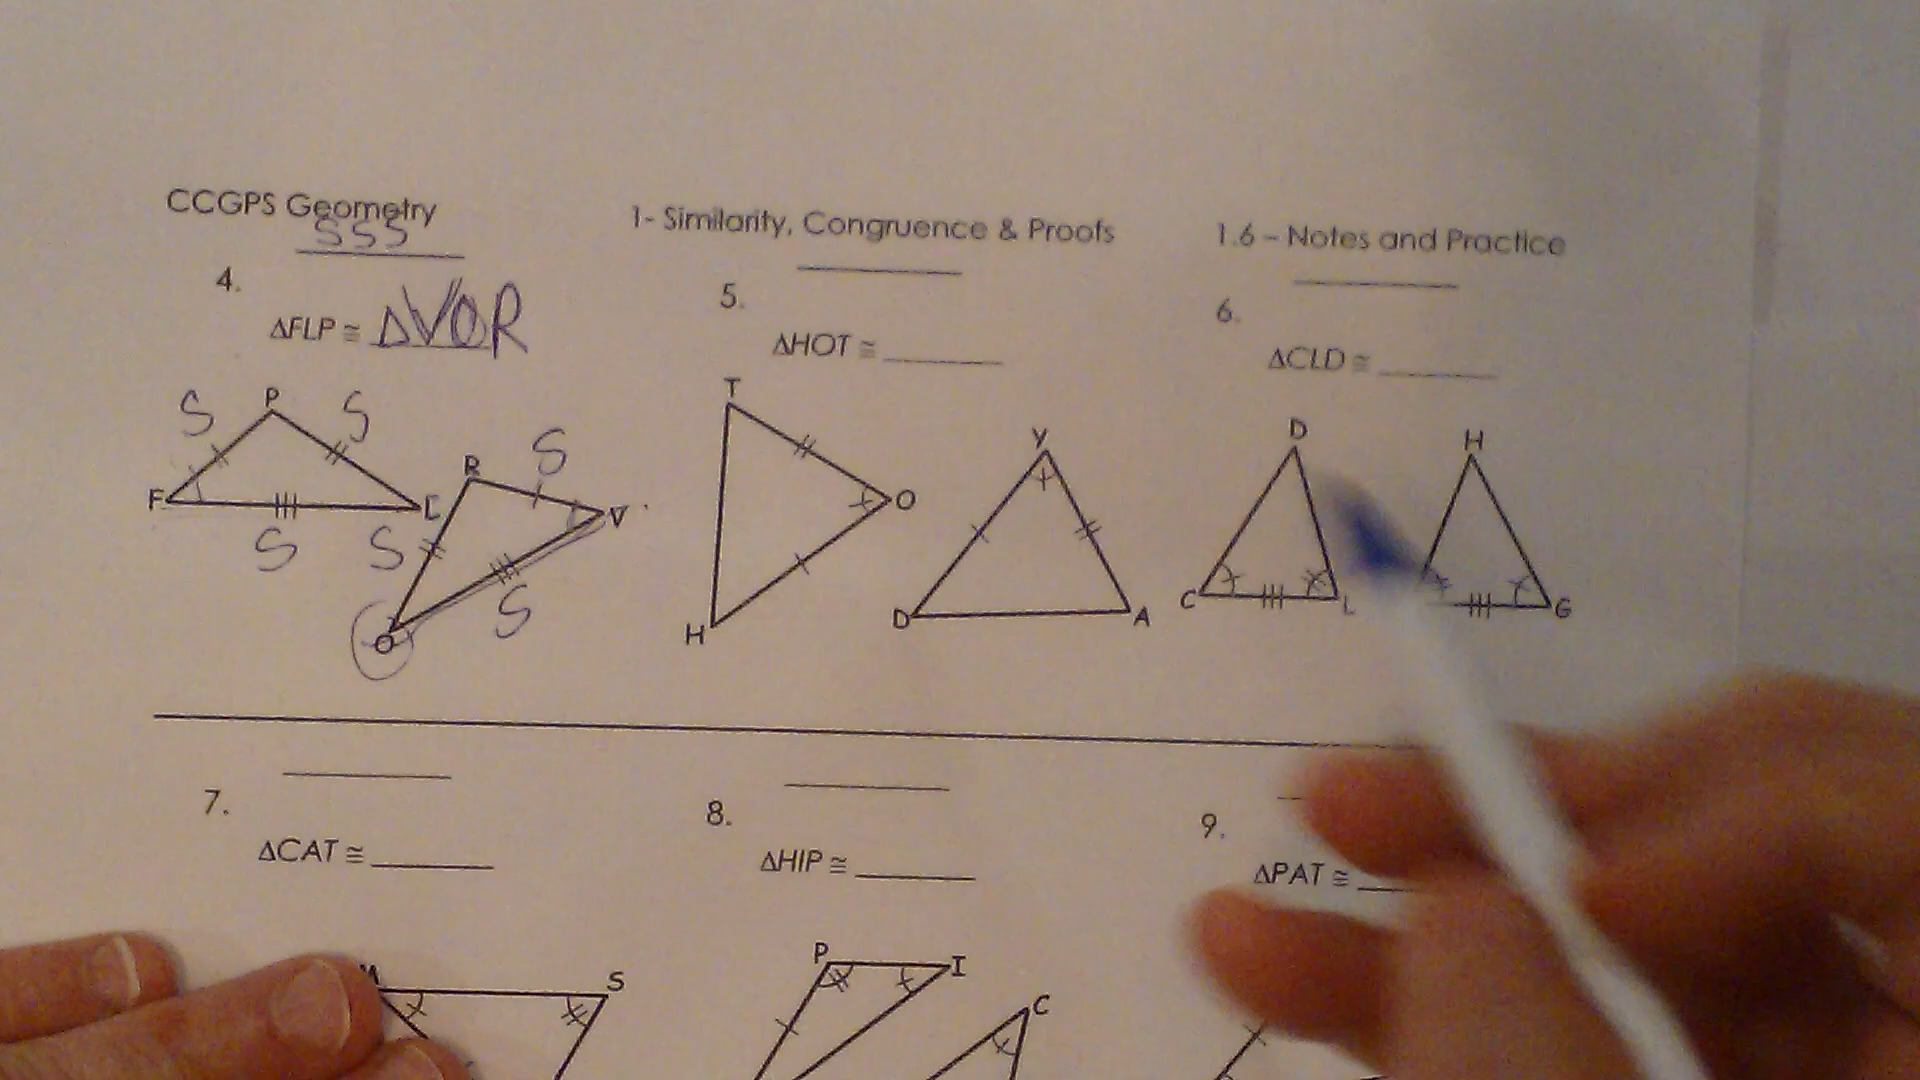 CCGPS Geometry
1- Similarity, Congruence & Proofs
1.6 – Notes and Practice
SSS
4.
ΔFLP ≅ ΔVOR
5.
ΔHOT ≅
6.
ΔCLD ≅
P
S
S
F
L
S
R
S
V
S
O
S
T
O
H
Y
D
A
D
C
L
H
G
7.
ΔCAT ≅
8.
ΔHIP ≅
9.
ΔPAT ≅
S
P
I
C